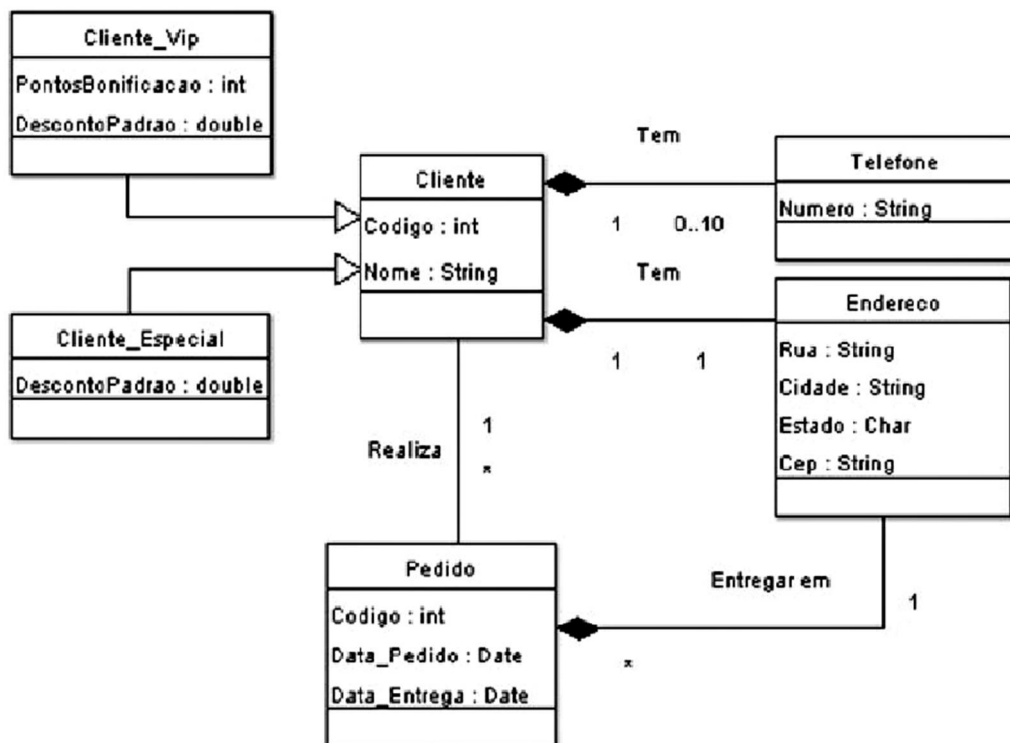 Cliente_Vip
PontosBonificacao : int
DescontoPadrao : double
Cliente
Codigo : int
Nome : String
Tem
1 0..10
Telefone
Numero : String
Tem
1 1
Endereco
Rua : String
Cidade : String
Estado : Char
Cep : String
Cliente_Especial
DescontoPadrao : double
Realiza
1
*
Pedido
Codigo : int
Data_Pedido : Date
Data_Entrega : Date
Entregar em
1
*